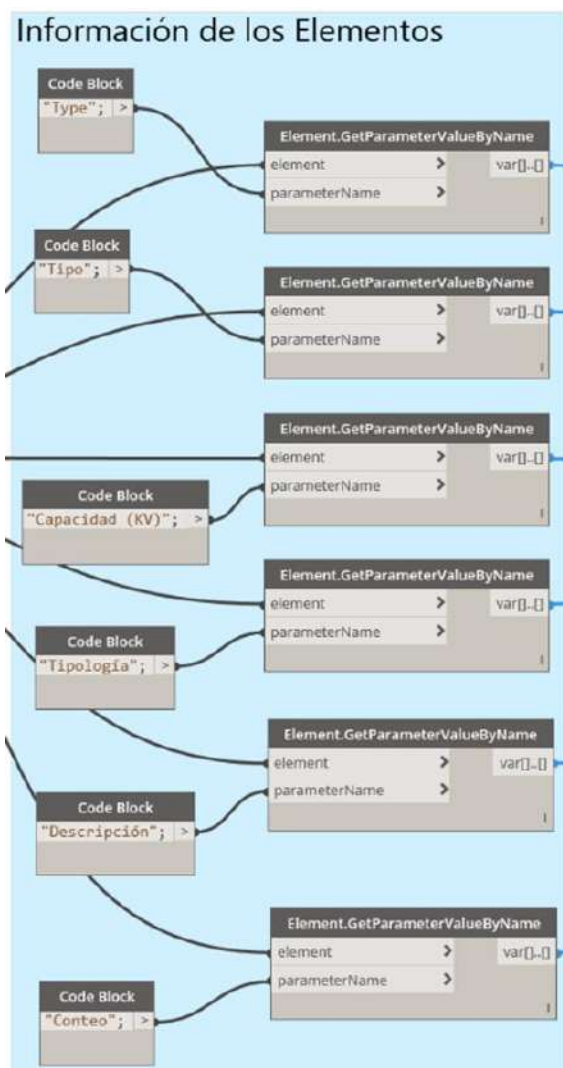 Información de los Elementos
Code Block
"Type"; >
Element.GetParameterValueByName
element > var[]..[]
parameterName >
l
Code Block
"Tipo"; >
Element.GetParameterValueByName
element > var[]..[]
parameterName >
l
Element.GetParameterValueByName
element > var[]..[]
parameterName >
l
Code Block
"Capacidad (KV)"; >
Element.GetParameterValueByName
element > var[]..[]
parameterName >
l
Code Block
"Tipología"; >
Element.GetParameterValueByName
element > var[]..[]
parameterName >
l
Code Block
"Descripción"; >
Element.GetParameterValueByName
element > var[]..[]
parameterName >
l
Code Block
"Conteo"; >